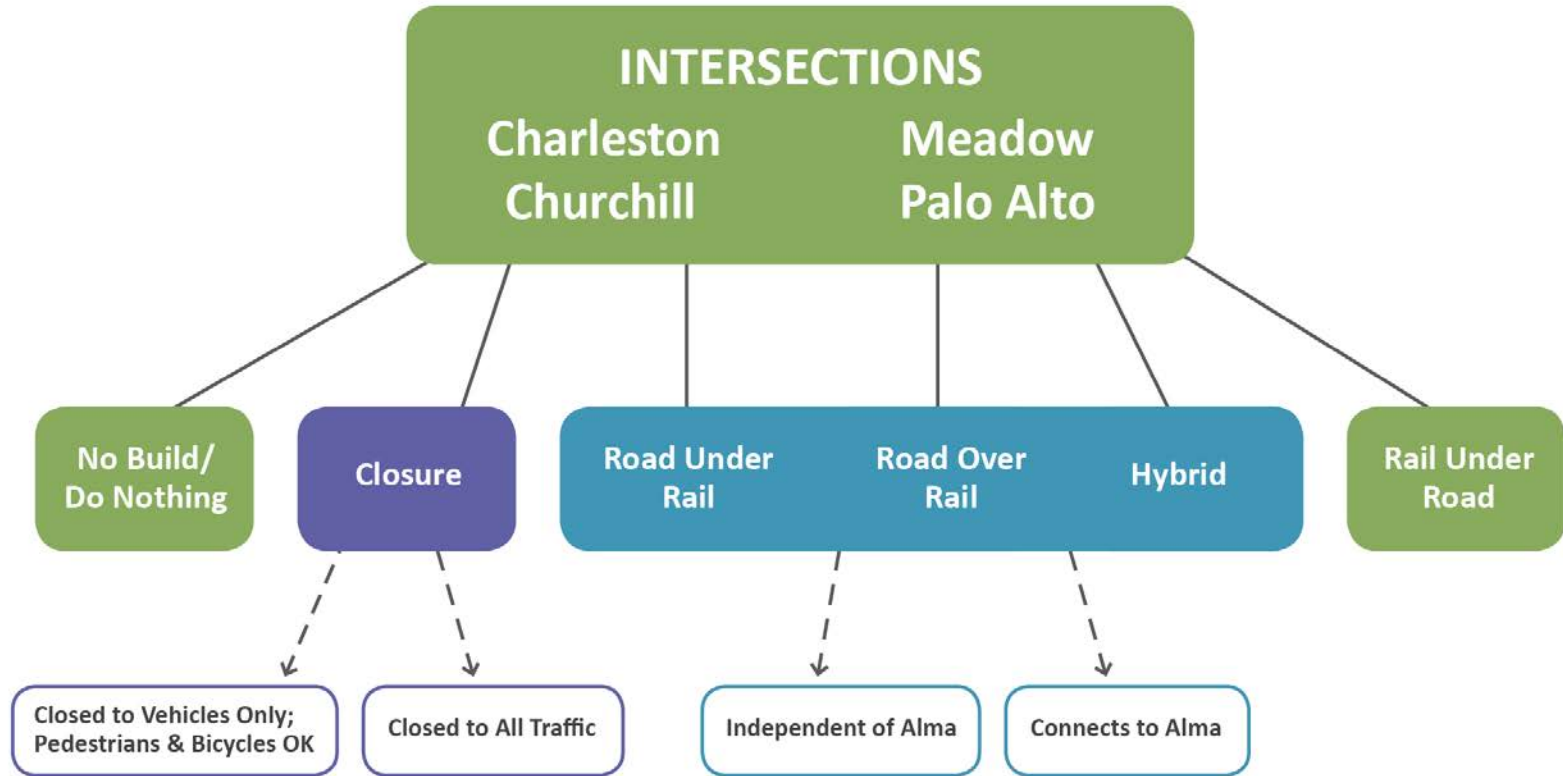 INTERSECTIONS
Charleston
Meadow
Churchill
Palo Alto
No Build/
Do Nothing
Closure
Road Under
Rail
Road Over
Rail
Hybrid
Rail Under
Road
Closed to Vehicles Only;
Pedestrians & Bicycles OK
Closed to All Traffic
Independent of Alma
Connects to Alma